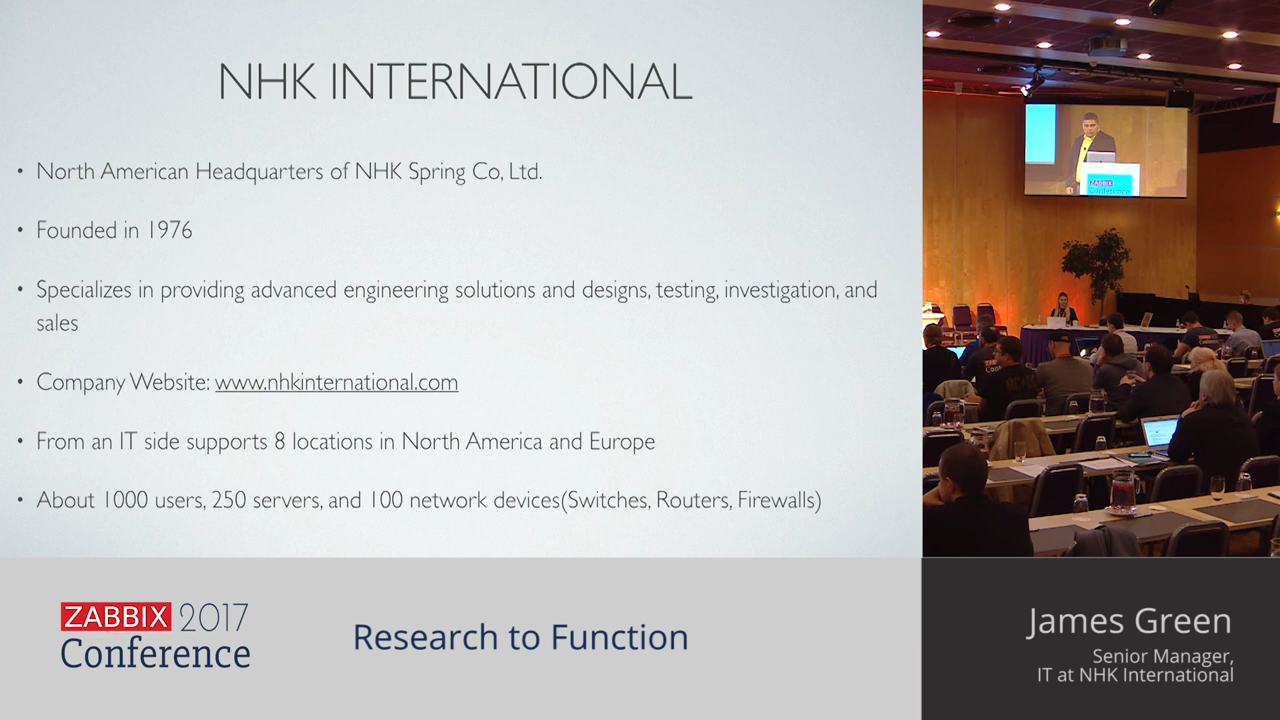 NHK INTERNATIONAL
• North American Headquarters of NHK Spring Co, Ltd.
• Founded in 1976
• Specializes in providing advanced engineering solutions and designs, testing, investigation, and
sales
• Company Website: www.nhkinternational.com
• From an IT side supports 8 locations in North America and Europe
• About 1000 users, 250 servers, and 100 network devices(Switches, Routers, Firewalls)
ZABBIX
Conference
ZABBIX 2017
Conference
Research to Function
James Green
Senior Manager,
IT at NHK International